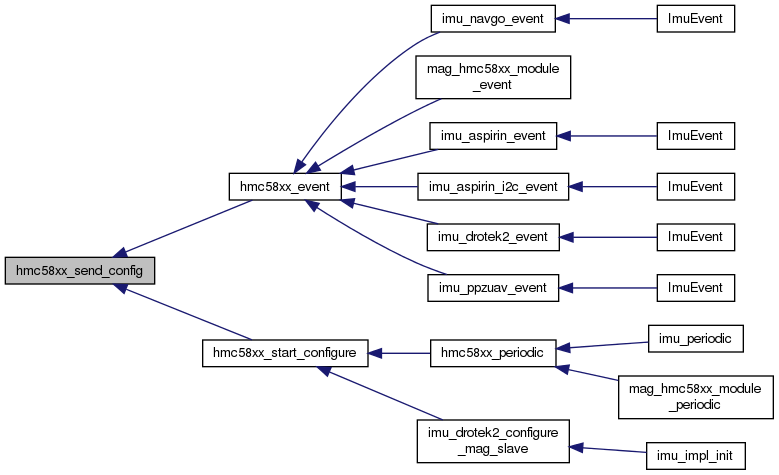 imu_navgo_event
ImuEvent
mag_hmc58xx_module
_event
imu_aspirin_event
ImuEvent
hmc58xx_event
imu_aspirin_i2c_event
ImuEvent
imu_drotek2_event
ImuEvent
hmc58xx_send_config
imu_ppzuav_event
ImuEvent
hmc58xx_start_configure
hmc58xx_periodic
imu_periodic
mag_hmc58xx_module
_periodic
imu_drotek2_configure
_mag_slave
imu_impl_init